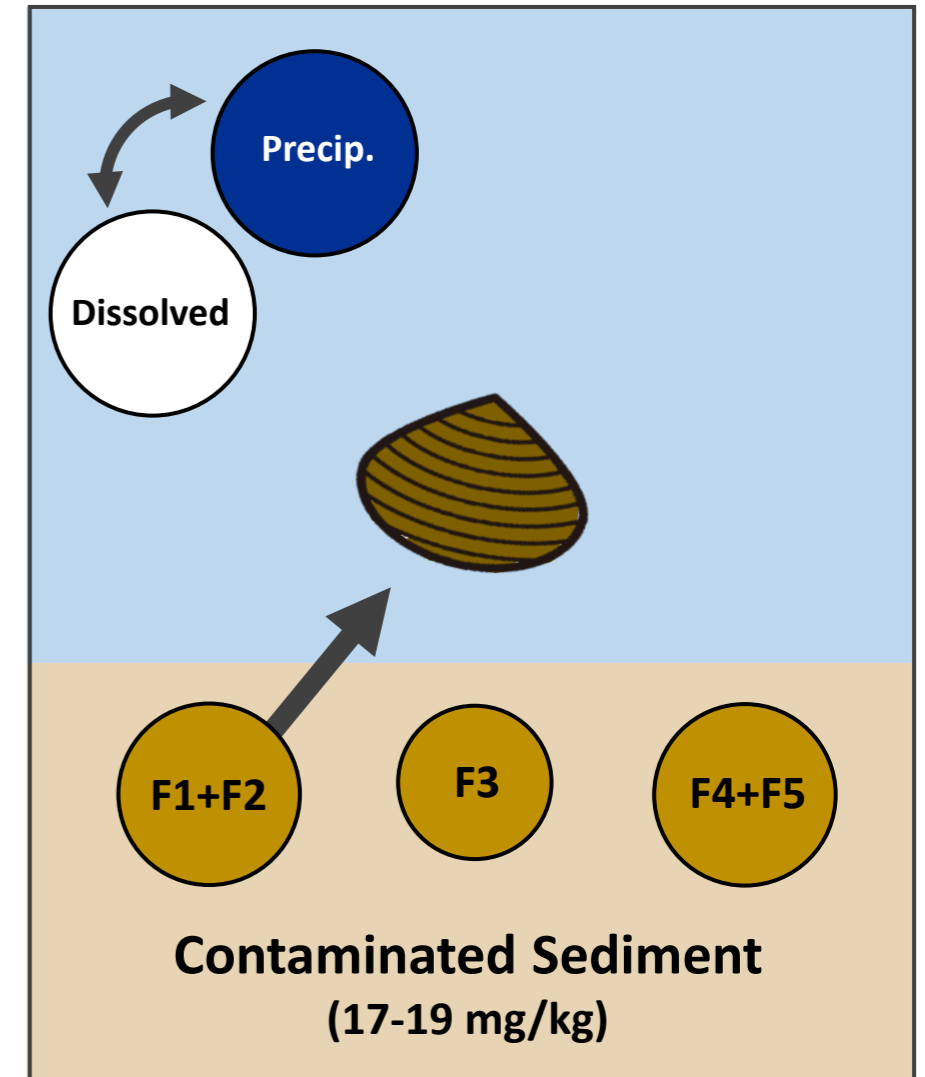 Precip.
Dissolved
F1+F2
F3
F4+F5
Contaminated Sediment
(17-19 mg/kg)